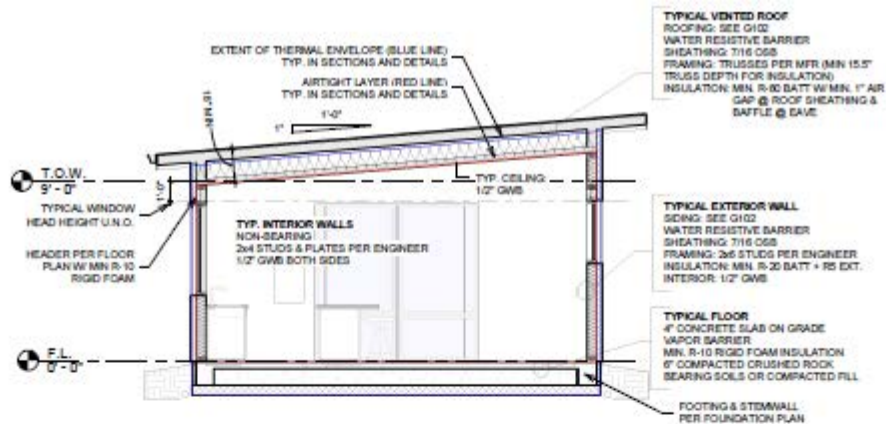 TYPICAL VENTED ROOF
ROOFING: SEE G102
WATER RESISTIVE BARRIER
SHEATHING: 7/16 OSB
FRAMING: TRUSSES PER MFR (MIN 15.5"
TRUSS DEPTH FOR INSULATION)
INSULATION: MIN. R-60 BATT W/ MIN. 1" AIR
GAP @ ROOF SHEATHING &
BAFFLE @ EAVE
EXTENT OF THERMAL ENVELOPE (BLUE LINE)
TYP. IN SECTIONS AND DETAILS
AIRTIGHT LAYER (RED LINE)
TYP. IN SECTIONS AND DETAILS
1'-0"
1"
T.O.W.
9' - 0"
1'-0"
TYP. CEILING:
1/2" GWB
TYPICAL WINDOW
HEAD HEIGHT U.N.O.
HEADER PER FLOOR
PLAN W/ MIN R-10
RIGID FOAM
TYP. INTERIOR WALLS
NON-BEARING
2x4 STUDS & PLATES PER ENGINEER
1/2" GWB BOTH SIDES
TYPICAL EXTERIOR WALL
SIDING: SEE G102
WATER RESISTIVE BARRIER
SHEATHING: 7/16 OSB
FRAMING: 2x6 STUDS PER ENGINEER
INSULATION: MIN. R-20 BATT + R5 EXT.
INTERIOR: 1/2" GWB
TYPICAL FLOOR
4" CONCRETE SLAB ON GRADE
VAPOR BARRIER
MIN. R-10 RIGID FOAM INSULATION
6" COMPACTED CRUSHED ROCK
BEARING SOILS OR COMPACTED FILL
F.L.
0' - 0"
FOOTING & STEMWALL
PER FOUNDATION PLAN